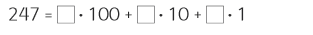 247 = □ · 100 + □ · 10 + □ · 1